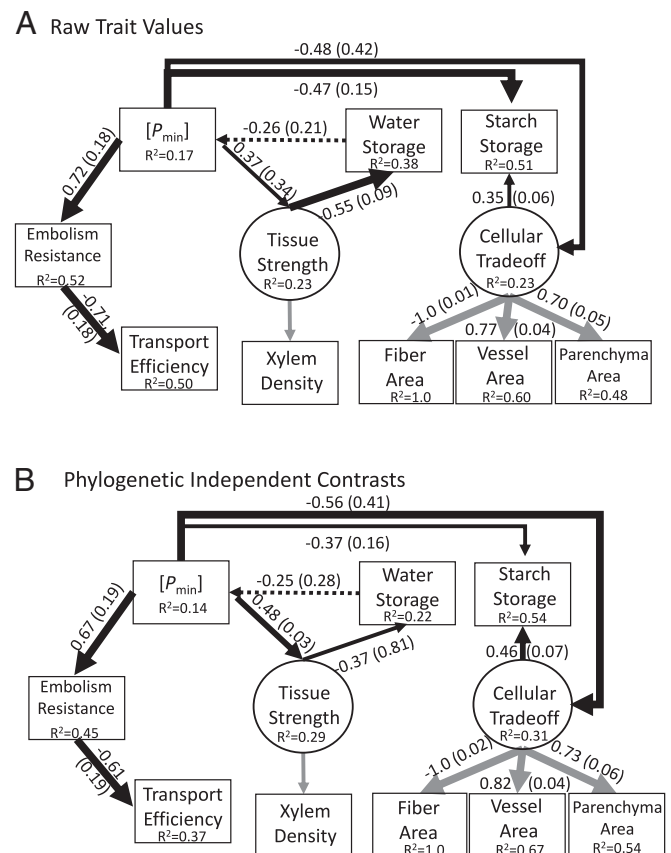 A Raw Trait Values
-0.48 (0.42)
-0.47 (0.15)
[Pmin]
R²=0.17
-0.26 (0.21)
Water
Storage
R²=0.38
Starch
Storage
R²=0.51
0.72 (0.18)
0.37 (0.34)
-0.55 (0.09)
0.35 (0.06)
Embolism
Resistance
R²=0.52
Tissue
Strength
R²=0.23
Cellular
Tradeoff
R²=0.23
-0.71
(0.18)
-1.0 (0.01)
0.77 (0.04)
0.70 (0.05)
Transport
Efficiency
R²=0.50
Xylem
Density
Fiber
Area
R²=1.0
Vessel
Area
R²=0.60
Parenchyma
Area
R²=0.48
B Phylogenetic Independent Contrasts
-0.56 (0.41)
-0.37 (0.16)
[Pmin]
R²=0.14
-0.25 (0.28)
Water
Storage
R²=0.22
Starch
Storage
R²=0.54
0.67 (0.19)
0.48 (0.03)
-0.37 (0.81)
0.46 (0.07)
Embolism
Resistance
R²=0.45
Tissue
Strength
R²=0.29
Cellular
Tradeoff
R²=0.31
-0.61
(0.19)
-1.0 (0.02)
0.82 (0.04)
0.73 (0.06)
Transport
Efficiency
R²=0.37
Xylem
Density
Fiber
Area
R²=1.0
Vessel
Area
R²=0.67
Parenchyma
Area
R²=0.54